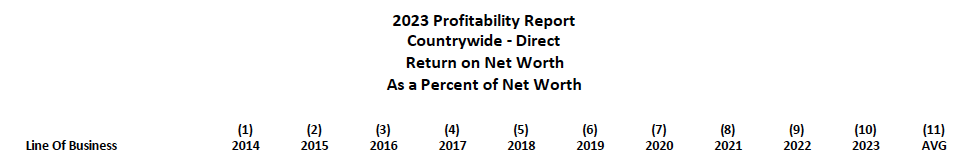 2023 Profitability Report
Countrywide - Direct
Return on Net Worth
As a Percent of Net Worth
(1) (2) (3) (4) (5) (6) (7) (8) (9) (10) (11)
Line Of Business 2014 2015 2016 2017 2018 2019 2020 2021 2022 2023 AVG